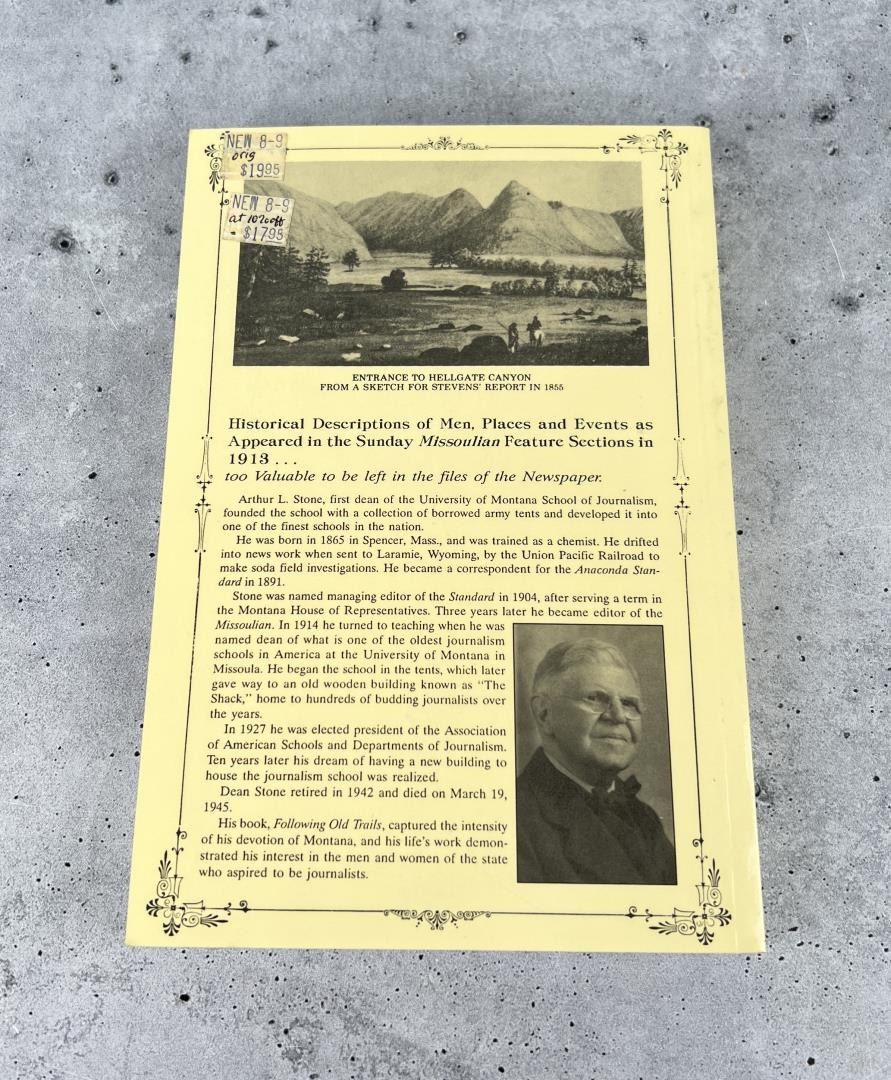 NEW 8-9
orig
$19.95
NEW 8-9
at 10% off
$17.95
ENTRANCE TO HELLGATE CANYON
FROM A SKETCH FOR STEVENS' REPORT IN 1855
Historical Descriptions of Men, Places and Events as
Appeared in the Sunday Missoulian Feature Sections in
1913 . . .
too Valuable to be left in the files of the Newspaper.
Arthur L. Stone, first dean of the University of Montana School of Journalism,
founded the school with a collection of borrowed army tents and developed it into
one of the finest schools in the nation.
He was born in 1865 in Spencer, Mass., and was trained as a chemist. He drifted
into news work when sent to Laramie, Wyoming, by the Union Pacific Railroad to
make soda field investigations. He became a correspondent for the Anaconda Stan-
dard in 1891.
Stone was named managing editor of the Standard in 1904, after serving a term in
the Montana House of Representatives. Three years later he became editor of the
Missoulian. In 1914 he turned to teaching when he was
named dean of what is one of the oldest journalism
schools in America at the University of Montana in
Missoula. He began the school in the tents, which later
gave way to an old wooden building known as "The
Shack," home to hundreds of budding journalists over
the years.
In 1927 he was elected president of the Association
of American Schools and Departments of Journalism.
Ten years later his dream of having a new building to
house the journalism school was realized.
Dean Stone retired in 1942 and died on March 19,
1945.
His book, Following Old Trails, captured the intensity
of his devotion of Montana, and his life's work demon-
strated his interest in the men and women of the state
who aspired to be journalists.